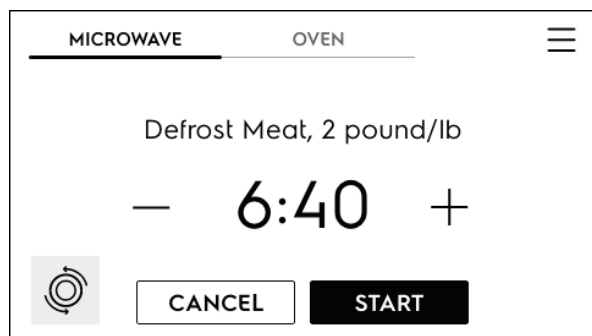 MICROWAVE OVEN
Defrost Meat, 2 pound/lb
— 6:40 +
CANCEL START